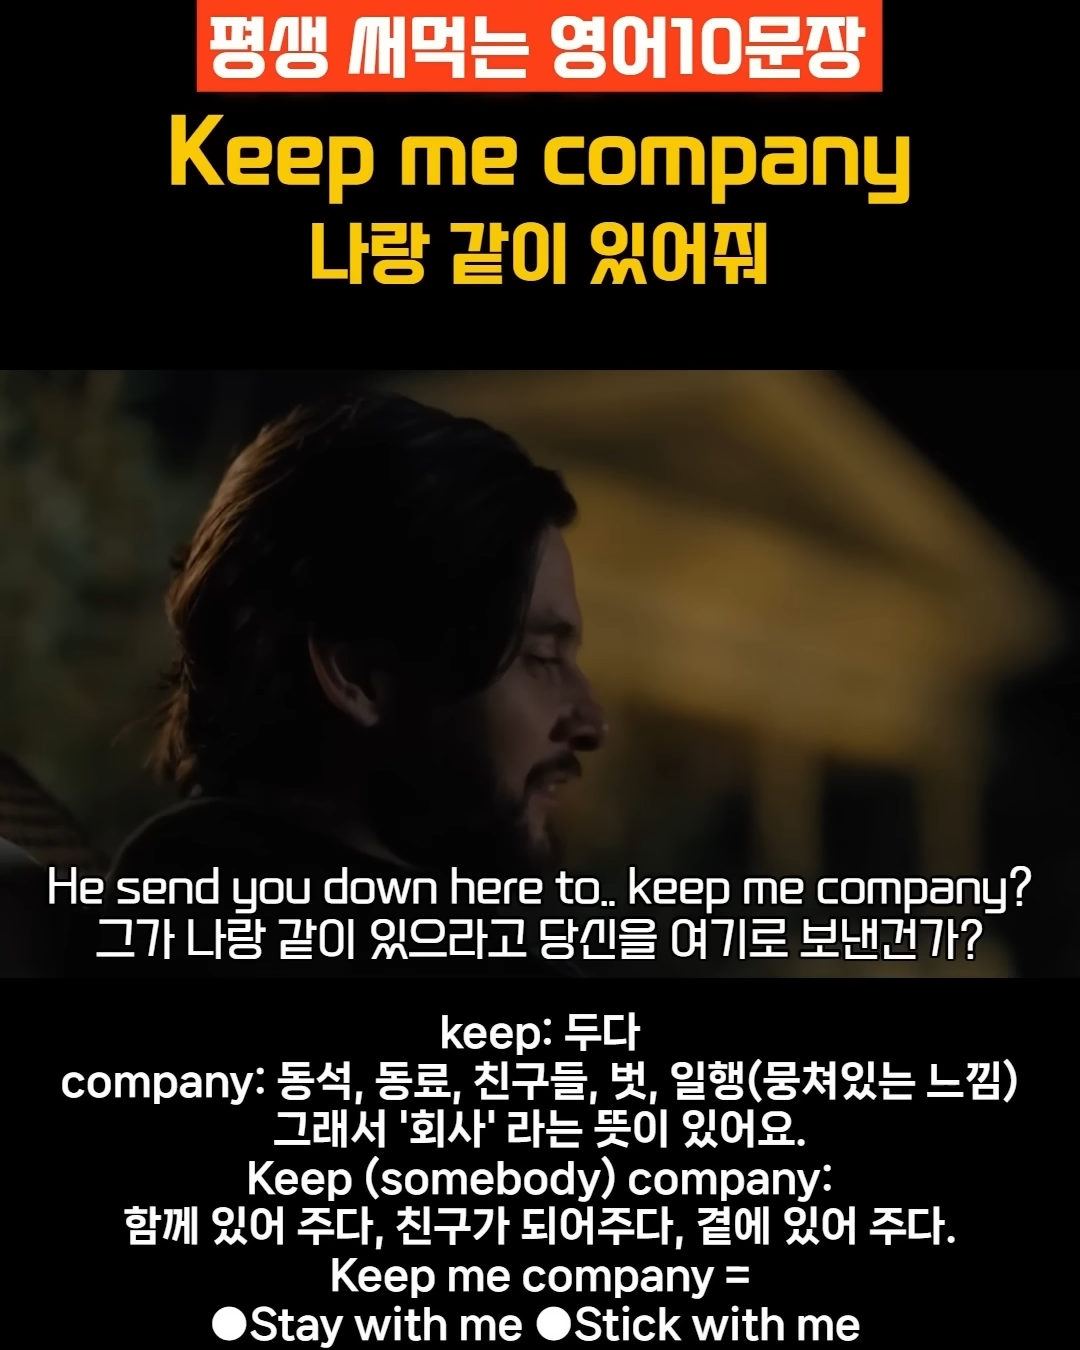 평생 써먹는 영어10문장
Keep me company
나랑 같이 있어줘
He send you down here to.. keep me company?
그가 나랑 같이 있으라고 당신을 여기로 보낸건가?
keep: 두다
company: 동석, 동료, 친구들, 벗, 일행(뭉쳐있는 느낌)
그래서 '회사' 라는 뜻이 있어요.
Keep (somebody) company:
함께 있어 주다, 친구가 되어주다, 곁에 있어 주다.
Keep me company =
●Stay with me ●Stick with me